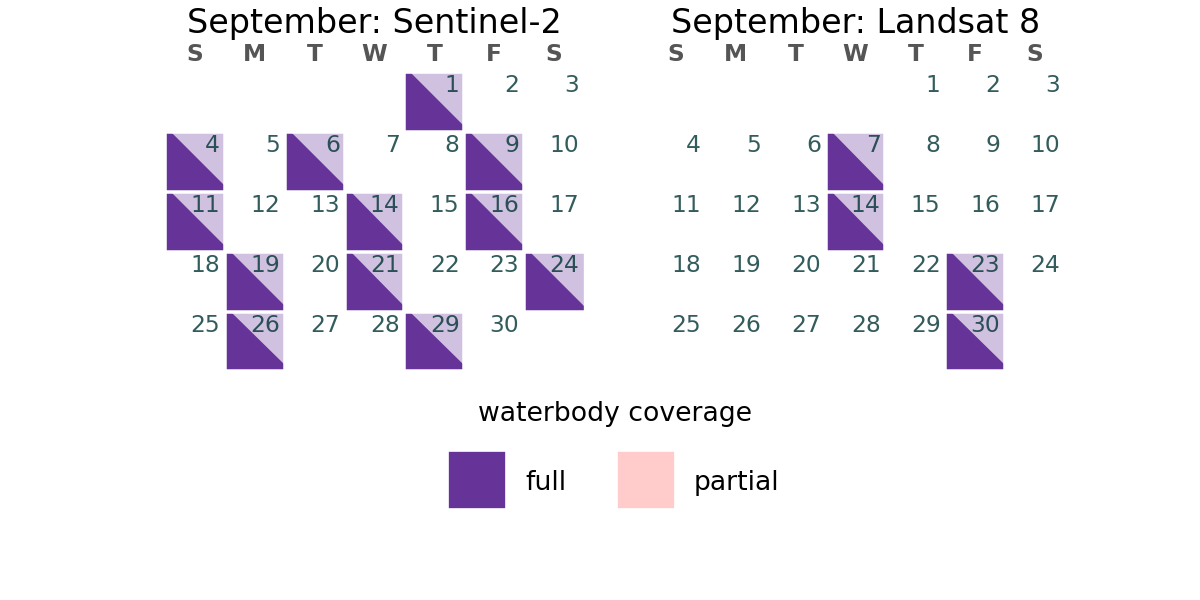 September: Sentinel-2
S M T W T F S
1 2 3
4 5 6 7 8 9 10
11 12 13 14 15 16 17
18 19 20 21 22 23 24
25 26 27 28 29 30
September: Landsat 8
S M T W T F S
1 2 3
4 5 6 7 8 9 10
11 12 13 14 15 16 17
18 19 20 21 22 23 24
25 26 27 28 29 30
waterbody coverage
full partial